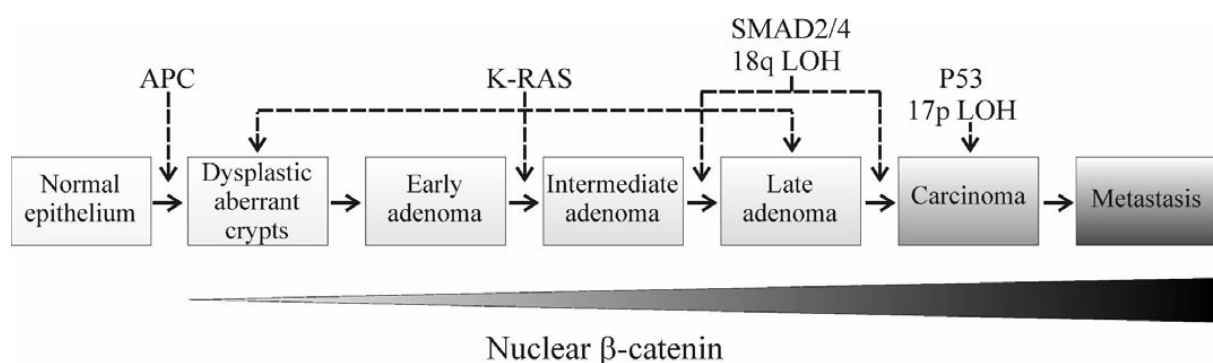 SMAD2/4
18q LOH
APC
K-RAS
P53
17p LOH
Normal
epithelium
Dysplastic
aberrant
crypts
Early
adenoma
Intermediate
adenoma
Late
adenoma
Carcinoma
Metastasis
Nuclear β-catenin